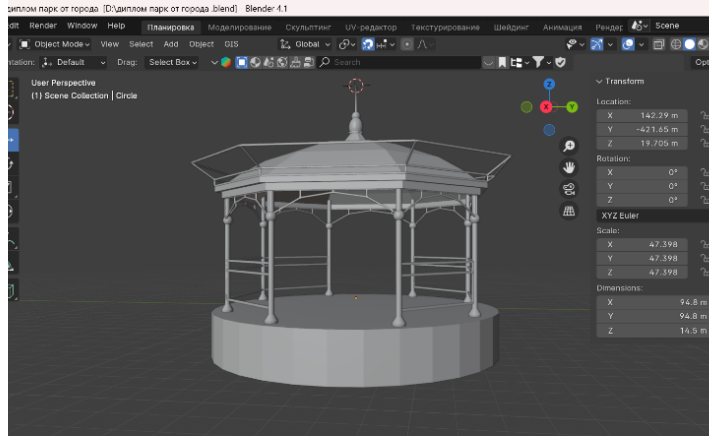 диплом парк от города [D:\диплом парк от города .blend] Blender 4.1
Render Window Help Планировка Моделирование Скульптинг UV-редактор Текстурирование Шейдинг Анимация Рендер Scene
Object Mode View Select Add Object GIS Global
Default Drag: Select Box Search Opt
User Perspective
(1) Scene Collection | Circle
Transform
Location:
X 142.29 m
Y -421.65 m
Z 19.705 m
Rotation:
X 0°
Y 0°
Z 0°
XYZ Euler
Scale:
X 47.398
Y 47.398
Z 47.398
Dimensions:
X 94.8 m
Y 94.8 m
Z 14.5 m
Z
X
Y